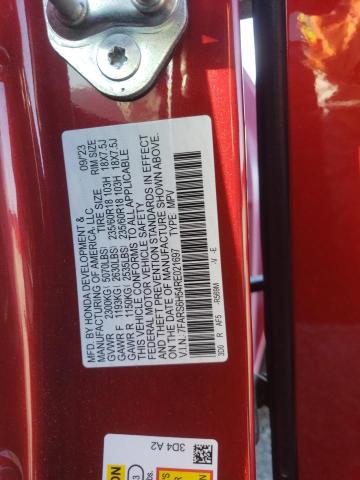 MFD. BY HONDA DEVELOPMENT & 09/'23
MANUFACTURING OF AMERICA, LLC TIRE SIZE RIM SIZE
GVWR 2300KG( 5070LBS)
GAWR F 1193KG( 2630LBS) 235/60R18 103H 18X7.5J
GAWR R 1150KG( 2535LBS) 235/60R18 103H 18X7.5J
THIS VEHICLE CONFORMS TO ALL APPLICABLE
FEDERAL MOTOR VEHICLE SAFETY
AND THEFT PREVENTION STANDARDS IN EFFECT
ON THE DATE OF MANUFACTURE SHOWN ABOVE.
V.I.N.: 7FARS6H54RE021697 TYPE: MPV
3D0 R AF5 -R569M -V -E
3D4 A2